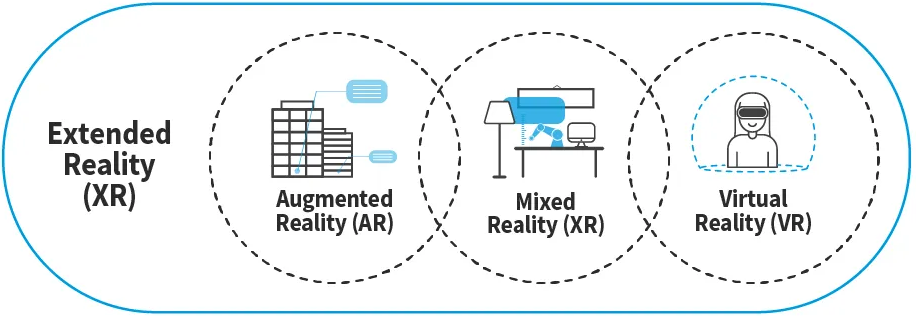 Extended
Reality
(XR)
Augmented
Reality (AR)
Mixed
Reality (XR)
Virtual
Reality (VR)